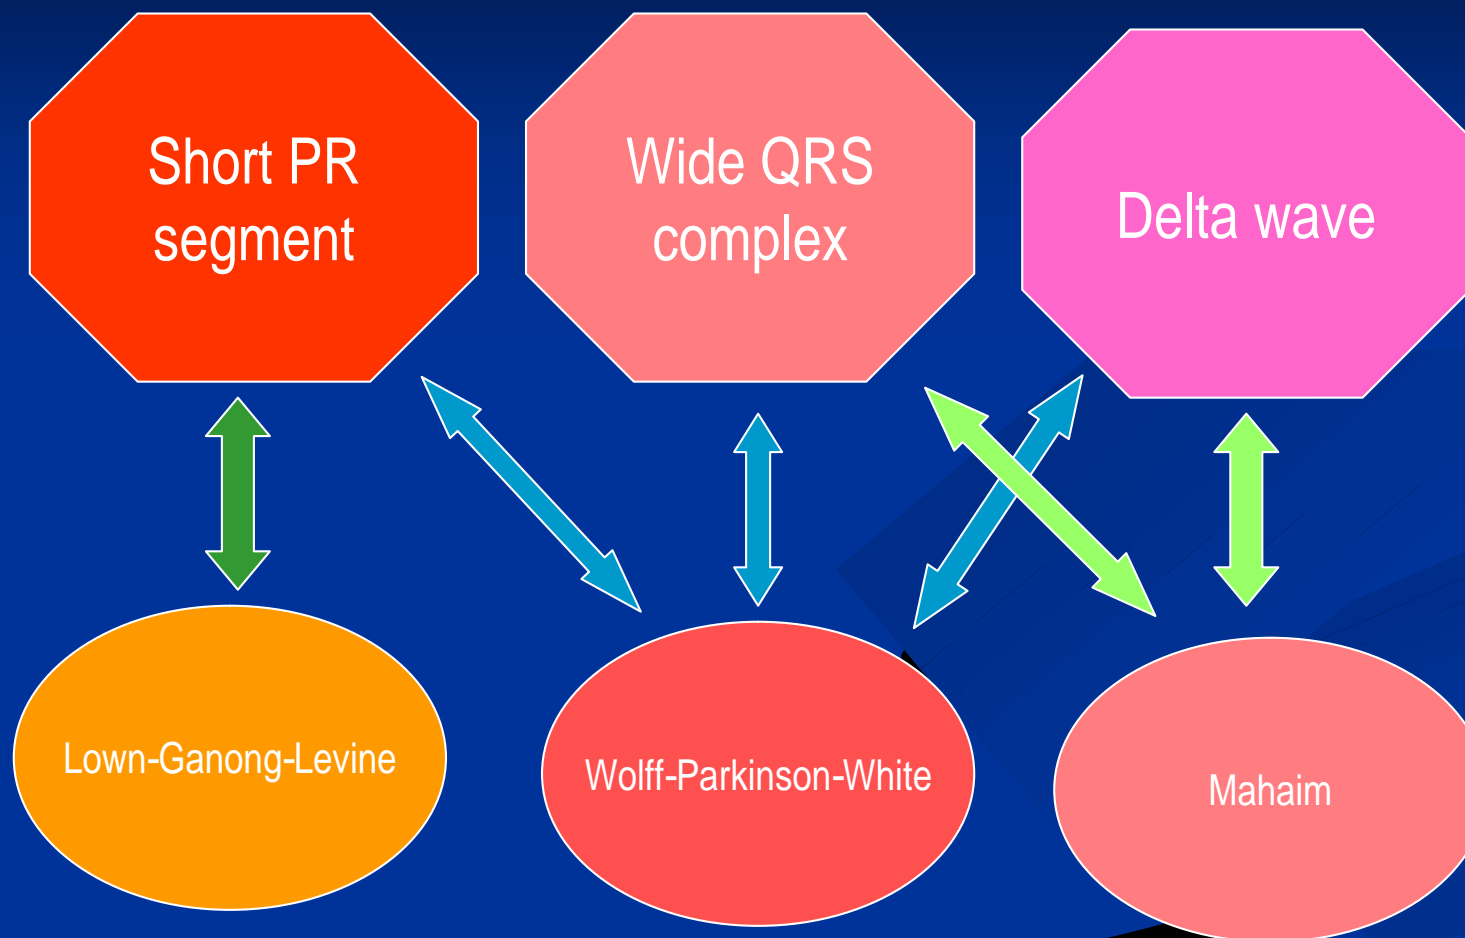 Short PR
segment
Wide QRS
complex
Delta wave
Lown-Ganong-Levine
Wolff-Parkinson-White
Mahaim